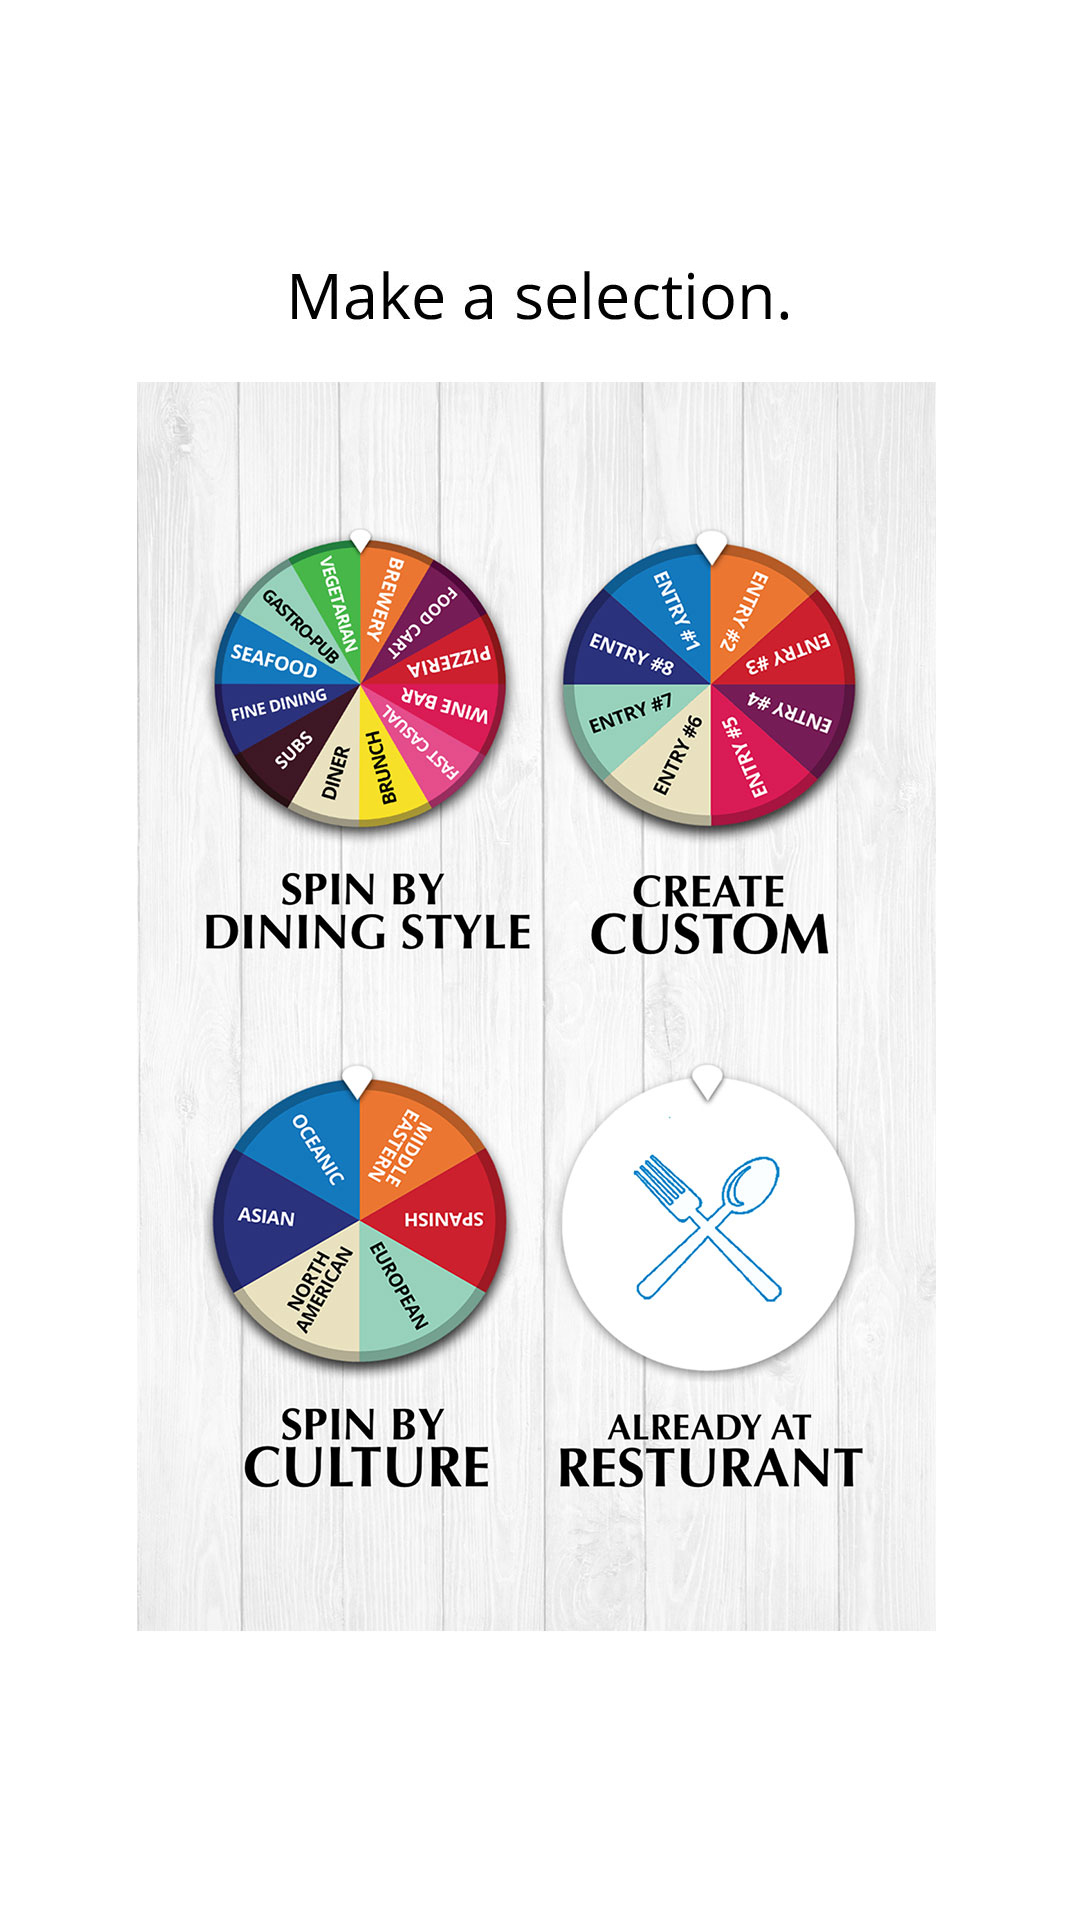 Make a selection.
VEGETARIAN
BREWERY
FOOD CART
PIZZERIA
WINE BAR
FAST CASUAL
BRUNCH
DINER
SUBS
FINE DINING
SEAFOOD
GASTRO-PUB
SPIN BY
DINING STYLE
ENTRY #1
ENTRY #2
ENTRY #3
ENTRY #4
ENTRY #5
ENTRY #6
ENTRY #7
ENTRY #8
CREATE
CUSTOM
OCEANIC
MIDDLE
EASTERN
SPANISH
EUROPEAN
NORTH
AMERICAN
ASIAN
SPIN BY
CULTURE
ALREADY AT
RESTURANT